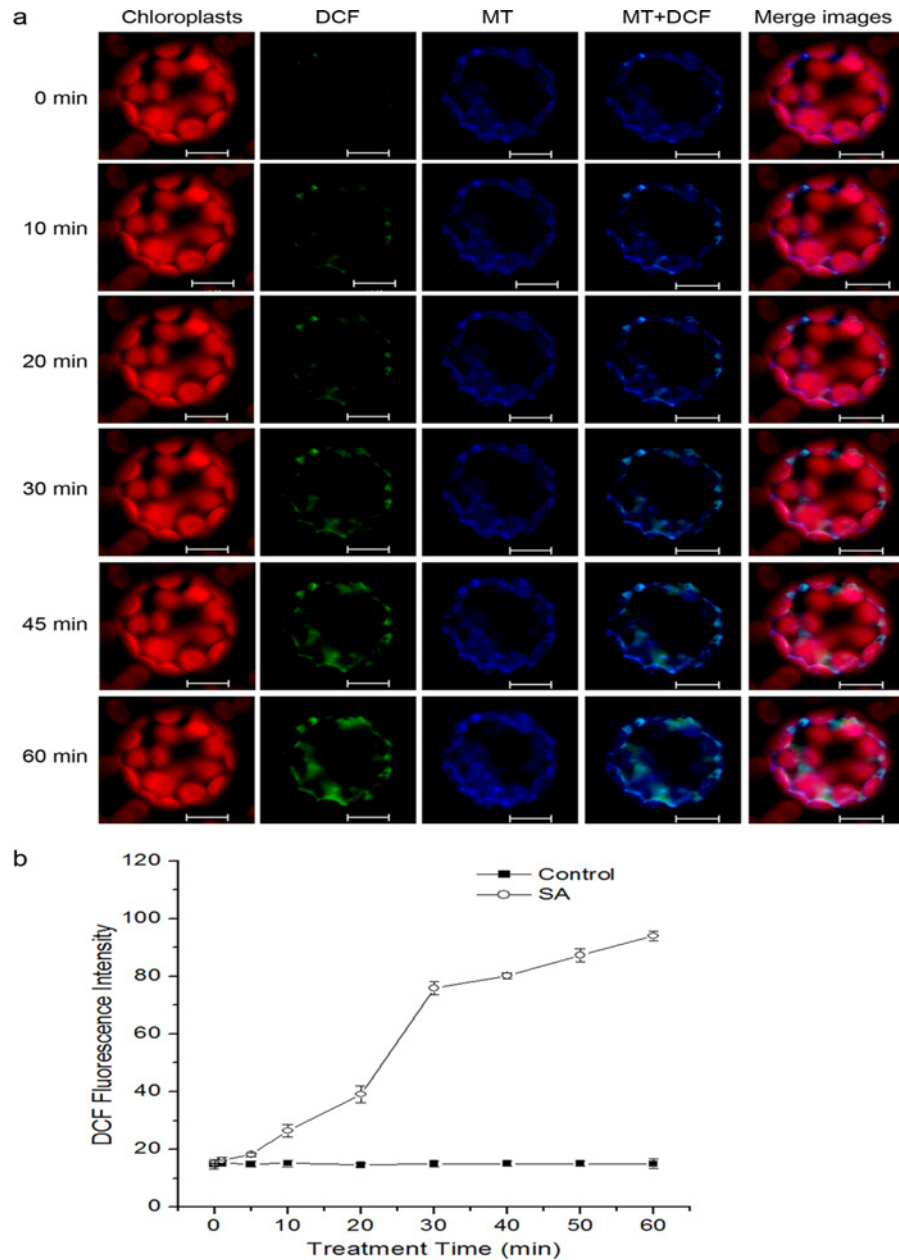 a
Chloroplasts DCF MT MT+DCF Merge images
0 min
10 min
20 min
30 min
45 min
60 min
b
120
100
80
60
40
20
0
DCF Fluorescence Intensity
Control
SA
0 10 20 30 40 50 60
Treatment Time (min)